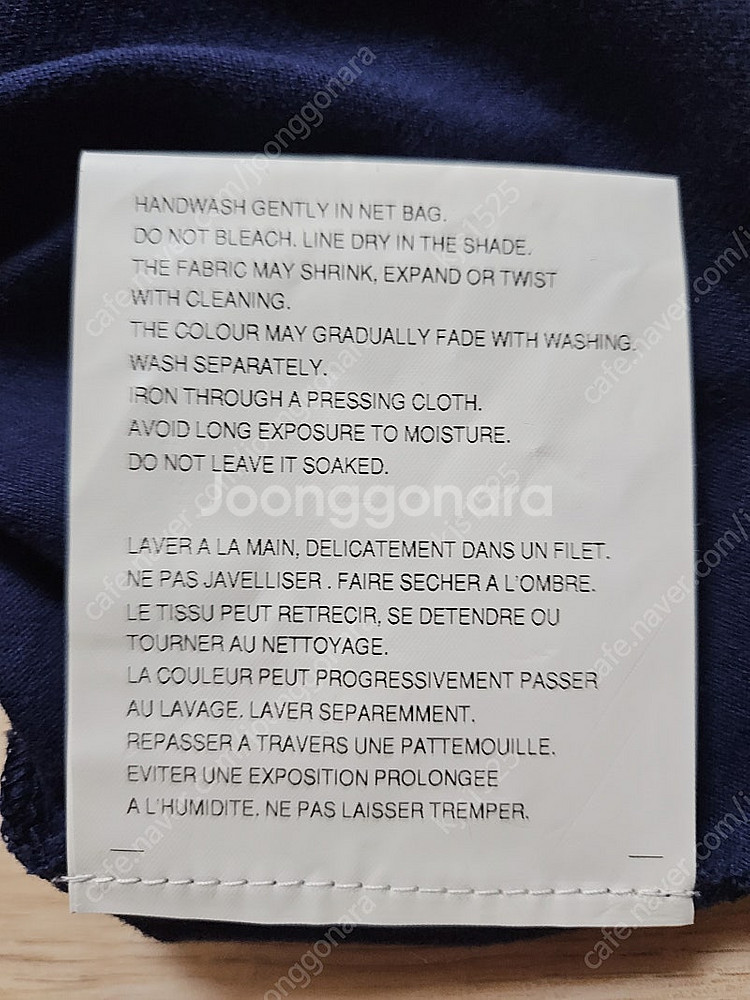 HANDWASH GENTLY IN NET BAG.
DO NOT BLEACH. LINE DRY IN THE SHADE.
THE FABRIC MAY SHRINK, EXPAND OR TWIST
WITH CLEANING.
THE COLOUR MAY GRADUALLY FADE WITH WASHING.
WASH SEPARATELY.
IRON THROUGH A PRESSING CLOTH.
AVOID LONG EXPOSURE TO MOISTURE.
DO NOT LEAVE IT SOAKED.
Joonggonara
LAVER A LA MAIN, DELICATEMENT DANS UN FILET.
NE PAS JAVELLISER . FAIRE SECHER A L'OMBRE.
LE TISSU PEUT RETRECIR, SE DETENDRE OU
TOURNER AU NETTOYAGE.
LA COULEUR PEUT PROGRESSIVEMENT PASSER
AU LAVAGE. LAVER SEPAREMMENT.
REPASSER A TRAVERS UNE PATTEMOUILLE.
EVITER UNE EXPOSITION PROLONGEE
A L'HUMIDITE. NE PAS LAISSER TREMPER.
cafe.naver.com/joonggonara